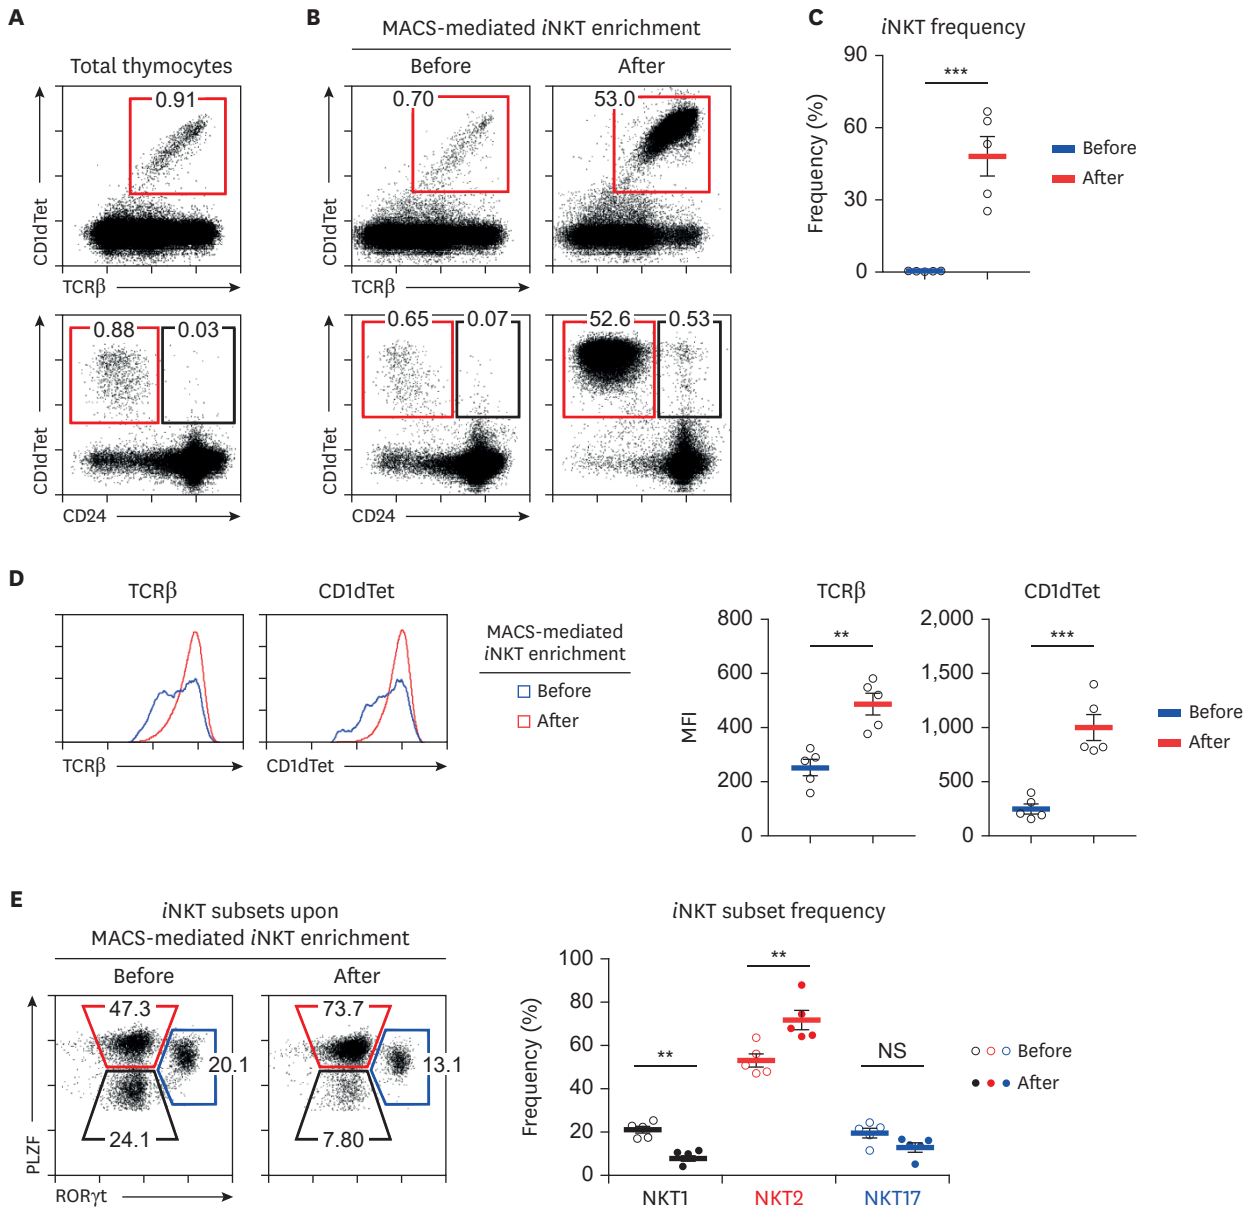 A
Total thymocytes
0.91
CD1dTet
TCRβ
0.88
0.03
CD1dTet
CD24
B
MACS-mediated iNKT enrichment
Before
After
0.70
53.0
CD1dTet
TCRβ
0.65
0.07
52.6
0.53
CD1dTet
CD24
C
iNKT frequency
90
60
30
0
Frequency (%)
***
Before
After
D
TCRβ
CD1dTet
TCRβ
CD1dTet
MACS-mediated
iNKT enrichment
Before
After
TCRβ
800
600
400
200
0
MFI
**
CD1dTet
2,000
1,500
1,000
500
0
***
Before
After
E
iNKT subsets upon
MACS-mediated iNKT enrichment
Before
After
47.3
20.1
24.1
73.7
13.1
7.80
PLZF
RORγt
iNKT subset frequency
100
80
60
40
20
0
Frequency (%)
**
**
NS
NKT1
NKT2
NKT17
Before
After